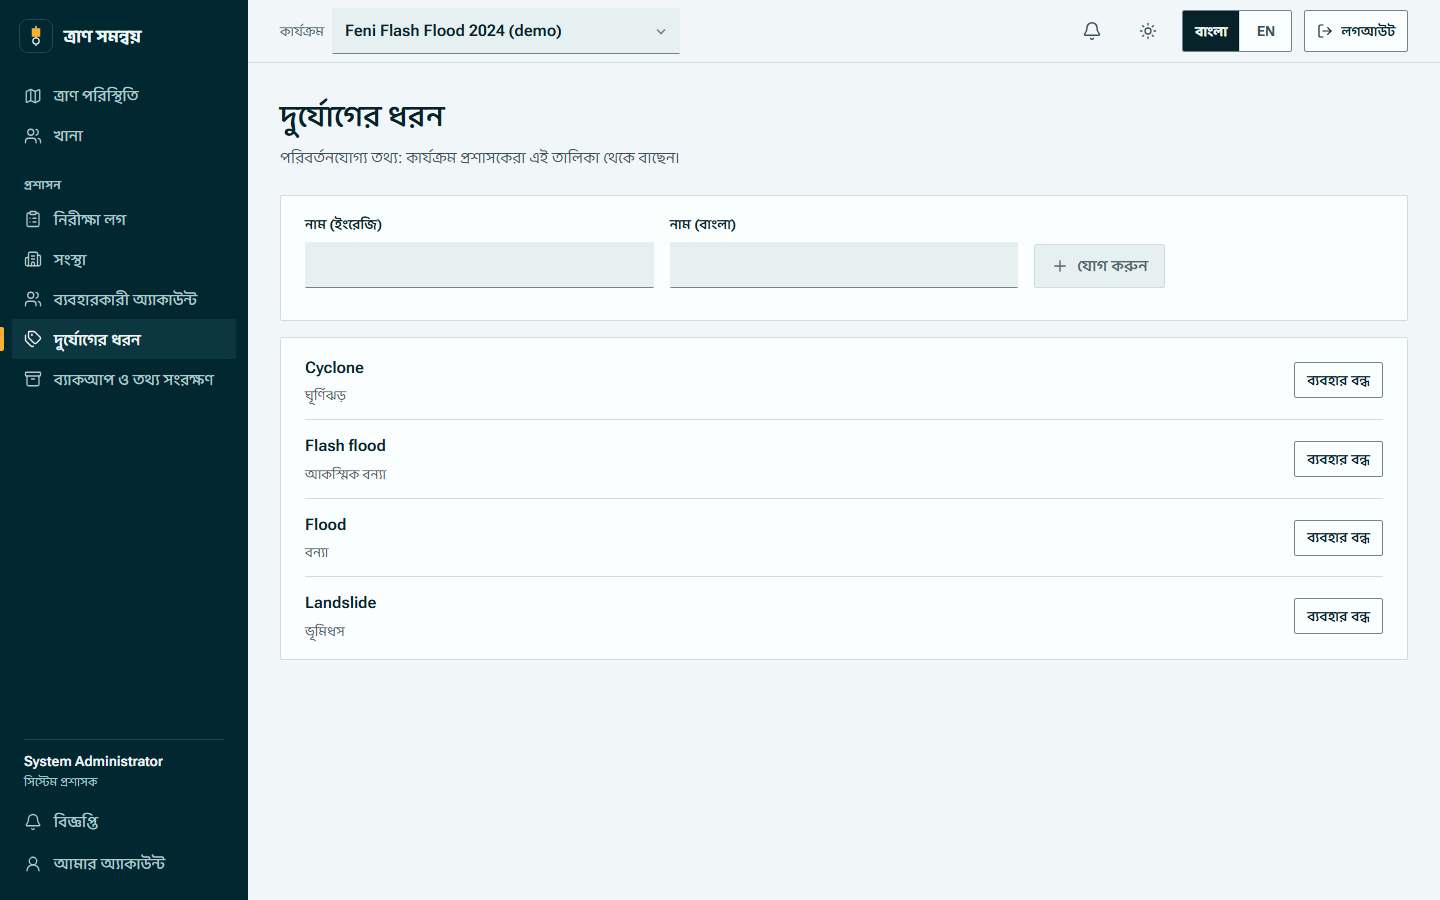 ত্রাণ সমন্বয়
ত্রাণ পরিস্থিতি
খানা
প্রশাসন
নিরীক্ষা লগ
সংস্থা
ব্যবহারকারী অ্যাকাউন্ট
দুর্যোগের ধরন
ব্যাকআপ ও তথ্য সংরক্ষণ
System Administrator
সিস্টেম প্রশাসক
বিজ্ঞপ্তি
আমার অ্যাকাউন্ট
কার্যক্রম Feni Flash Flood 2024 (demo) বাংলা EN লগআউট
দুর্যোগের ধরন
পরিবর্তনযোগ্য তথ্য: কার্যক্রম প্রশাসকেরা এই তালিকা থেকে বাছেন।
নাম (ইংরেজি) নাম (বাংলা)
যোগ করুন
Cyclone
ঘূর্ণিঝড়
ব্যবহার বন্ধ
Flash flood
আকস্মিক বন্যা
ব্যবহার বন্ধ
Flood
বন্যা
ব্যবহার বন্ধ
Landslide
ভূমিধস
ব্যবহার বন্ধ